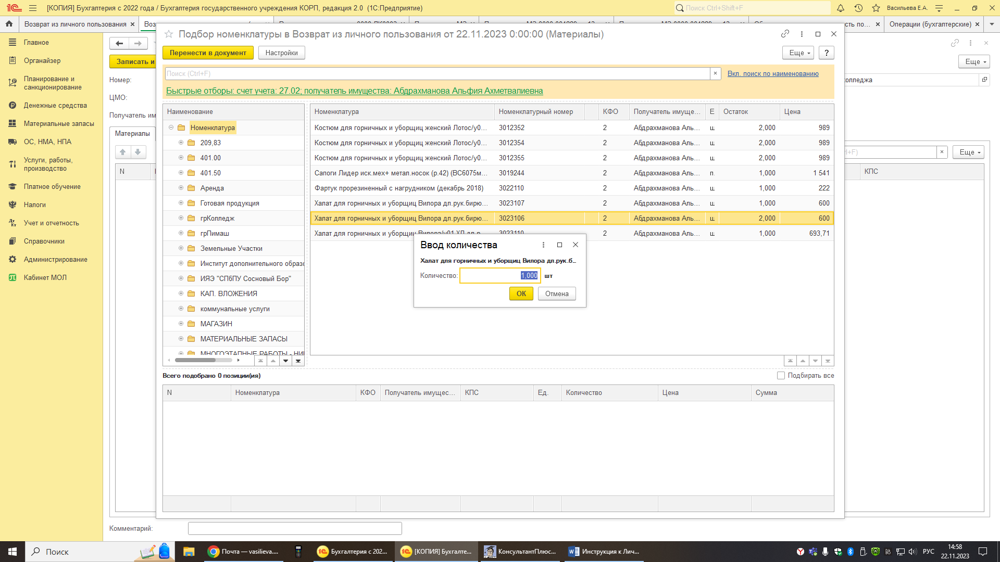 [КОПИЯ] Бухгалтерия с 2022 года / Бухгалтерия государственного учреждения КОРП, редакция 2.0 (1С:Предприятие)
Поиск Ctrl+Shift+F
Васильева Е.А.
Возврат из личного пользования
Операции (бухгалтерские)
Главное
Органайзер
Планирование и
санкционирование
Денежные средства
Материальные запасы
ОС, НМА, НПА
Услуги, работы,
производство
Платное обучение
Налоги
Учет и отчетность
Справочники
Администрирование
Кабинет МОЛ
Записать и
Номер:
ЦМО:
Получатель им
Материалы
N
Комментарий:
Еще
Еще
КПС
Подбор номенклатуры в Возврат из личного пользования от 22.11.2023 0:00:00 (Материалы)
Перенести в документ
Настройки
Еще
?
Поиск (Ctrl+F)
Вкл. поиск по наименованию
Быстрые отборы: счет учета: 27.02; получатель имущества: Абдрахманова Альфия Ахметвалиевна
Наименование
Номенклатура
209,83
401.00
401.50
Аренда
Готовая продукция
грКолледж
грПимаш
Земельные Участки
Институт дополнительного образо
ИЯЭ "СПбПУ Сосновый Бор"
КАП. ВЛОЖЕНИЯ
коммунальные услуги
МАГАЗИН
МАТЕРИАЛЬНЫЕ ЗАПАСЫ
МНОГОЭТАПНЫЕ РАБОТЫ - НИ
Номенклатура Номенклатурный номер КФО Получатель имуще... Е Остаток Цена
Костюм для горничных и уборщиц женский Лотос/у0... 3012352 2 Абдрахманова Аль... ш 2,000 989
Костюм для горничных и уборщиц женский Лотос/у0... 3012354 2 Абдрахманова Аль... ш 2,000 989
Костюм для горничных и уборщиц женский Лотос/у0... 3012355 2 Абдрахманова Аль... ш 2,000 989
Сапоги Лидер иск.мех+ метал.носок (р.42) (ВС6075м... 3019244 2 Абдрахманова Аль... п. 1,000 1 541
Фартук прорезиненный с нагрудником (декабрь 2018) 3022110 2 Абдрахманова Аль... ш 1,000 222
Халат для горничных и уборщиц Вилора дл.рук.бирю... 3023107 2 Абдрахманова Аль... ш 1,000 600
Халат для горничных и уборщиц Вилора дл.рук.бирю... 3023106 2 Абдрахманова Аль... ш 2,000 600
Халат для горничных и уборщиц Вилора/у01 ХЛ дл.р 3023110 2 Абдрахманова Аль... ш 1,000 693,71
Ввод количества
Халат для горничных и уборщиц Вилора дл.рук.б...
Количество: 1,000 шт
ОК
Отмена
Всего подобрано 0 позиции(ия)
Подбирать все
N Номенклатура КФО Получатель имущес... КПС Ед. Количество Цена Сумма
Поиск
Почта — vasilieva....
Бухгалтерия с 202...
[КОПИЯ] Бухгалте...
КонсультантПлюс...
Инструкция к Лич...
РУС
14:58
22.11.2023